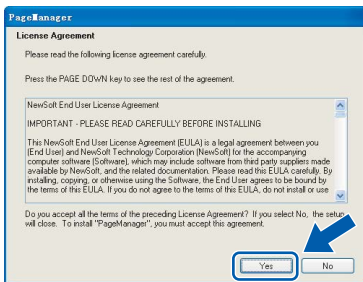 PageManager
License Agreement
Please read the following license agreement carefully.
Press the PAGE DOWN key to see the rest of the agreement.
NewSoft End User License Agreement
IMPORTANT - PLEASE READ CAREFULLY BEFORE INSTALLING
This NewSoft End User License Agreement (EULA) is a legal agreement between you
(End User) and NewSoft Technology Corporation (NewSoft) for the accompanying
computer software (Software), which may include software from third party suppliers made
available by NewSoft, and the related documentation. Please read this EULA carefully. By
installing, copying, or otherwise using the Software, the End User agrees to be bound by
the terms of this EULA. If you do not agree to the terms of this EULA, do not install or use
Do you accept all the terms of the preceding License Agreement? If you select No, the setup
will close. To install "PageManager", you must accept this agreement.
Yes
No